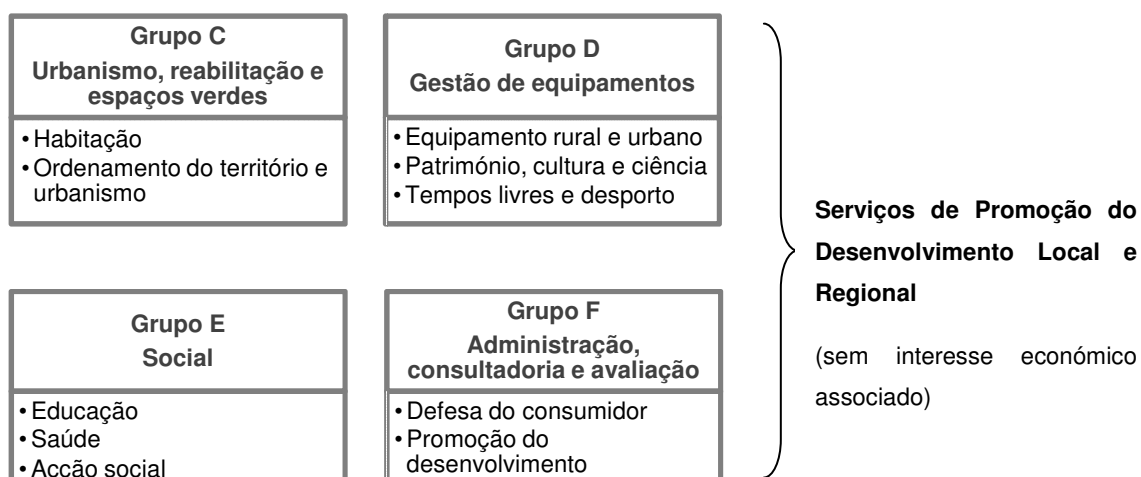 Grupo C
Urbanismo, reabilitação e
espaços verdes
• Habitação
• Ordenamento do território e
urbanismo
Grupo D
Gestão de equipamentos
• Equipamento rural e urbano
• Património, cultura e ciência
• Tempos livres e desporto
Grupo E
Social
• Educação
• Saúde
• Acção social
Grupo F
Administração,
consultadoria e avaliação
• Defesa do consumidor
• Promoção do
desenvolvimento
Serviços de Promoção do
Desenvolvimento Local e
Regional
(sem interesse económico
associado)